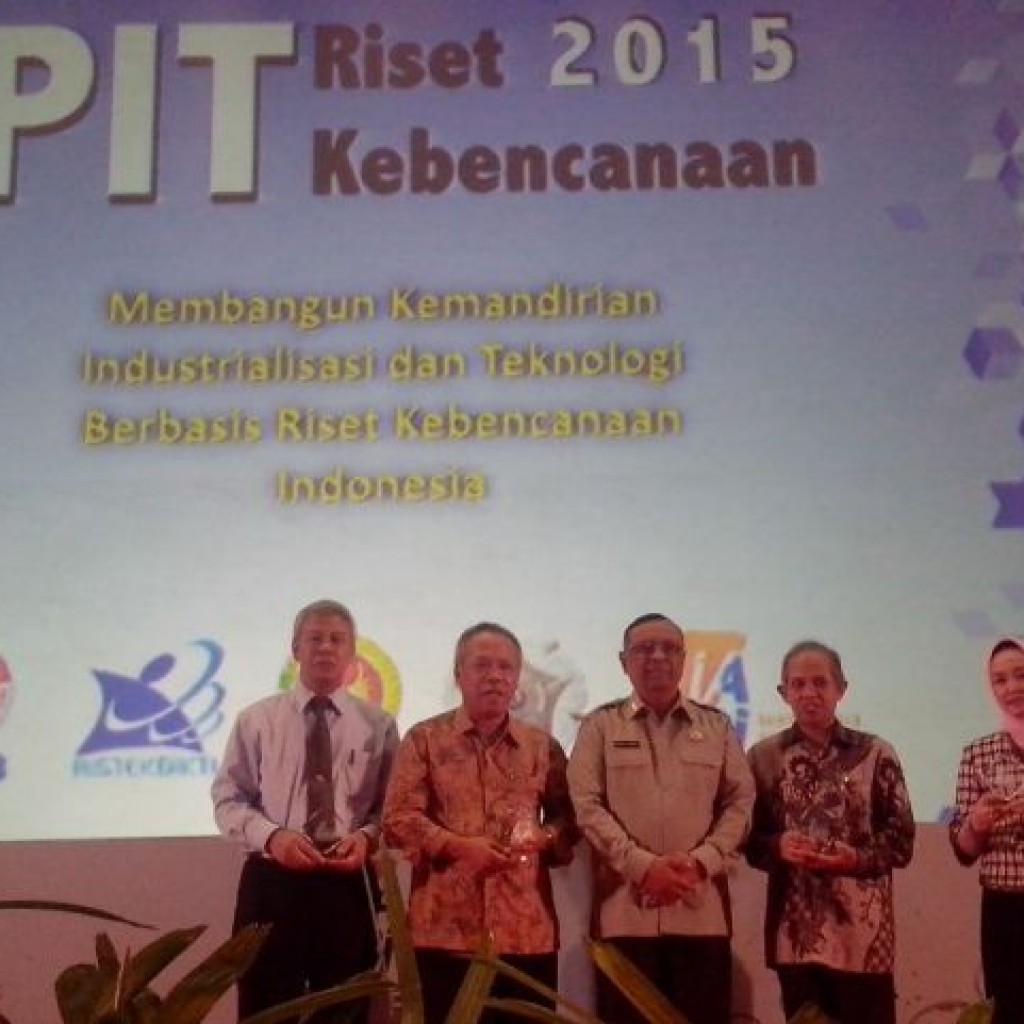 PIT Riset 2015
Kebencanaan
Membangun Kemandirian
Industrialisasi dan Teknologi
Berbasis Riset Kebencanaan
Indonesia
RISTEKDIKTI